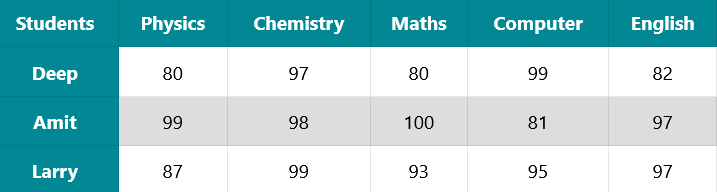 Students Physics Chemistry Maths Computer English
Deep 80 97 80 99 82
Amit 99 98 100 81 97
Larry 87 99 93 95 97